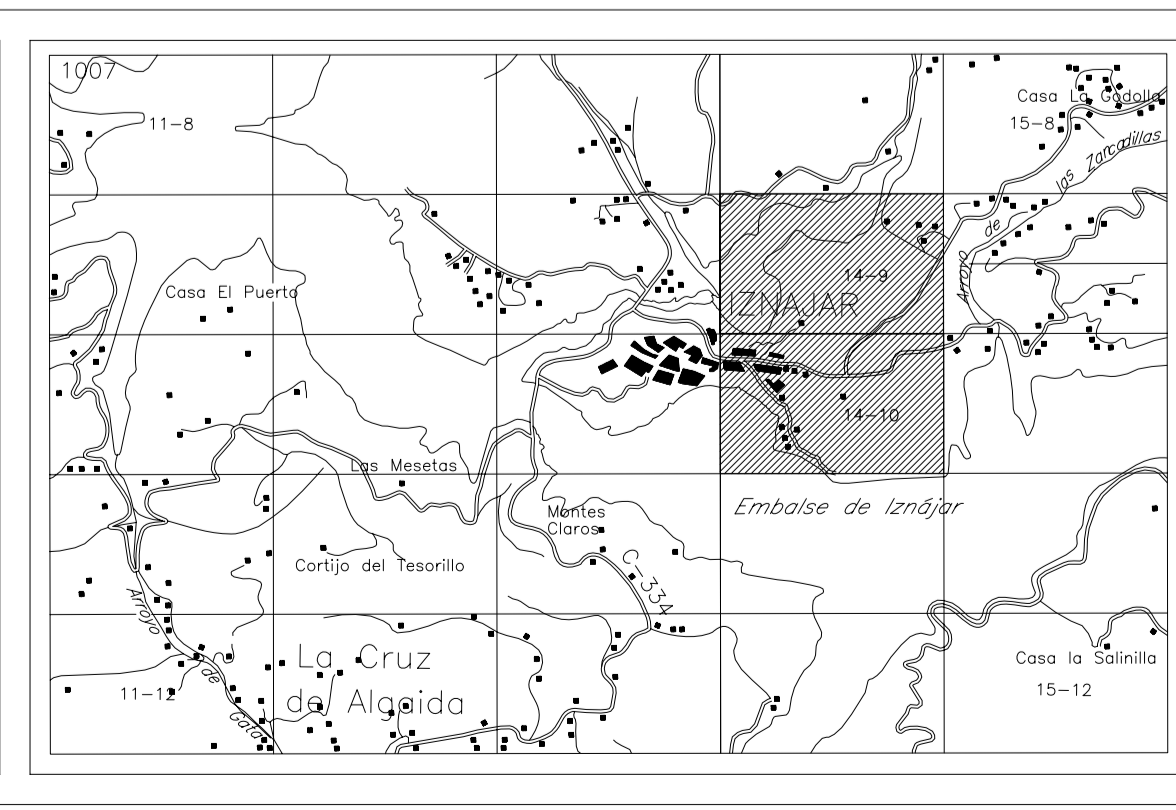 1007
11-8
Casa La Godolla
15-8
Arroyo de las Zarcadillas
Casa El Puerto
14-9
IZNAJAR
14-10
Las Mesetas
Embalse de Iznájar
Montes
Claros
C-334
Cortijo del Tesorillo
Arroyo de Gata
La Cruz
de Algaida
11-12
Casa la Salinilla
15-12